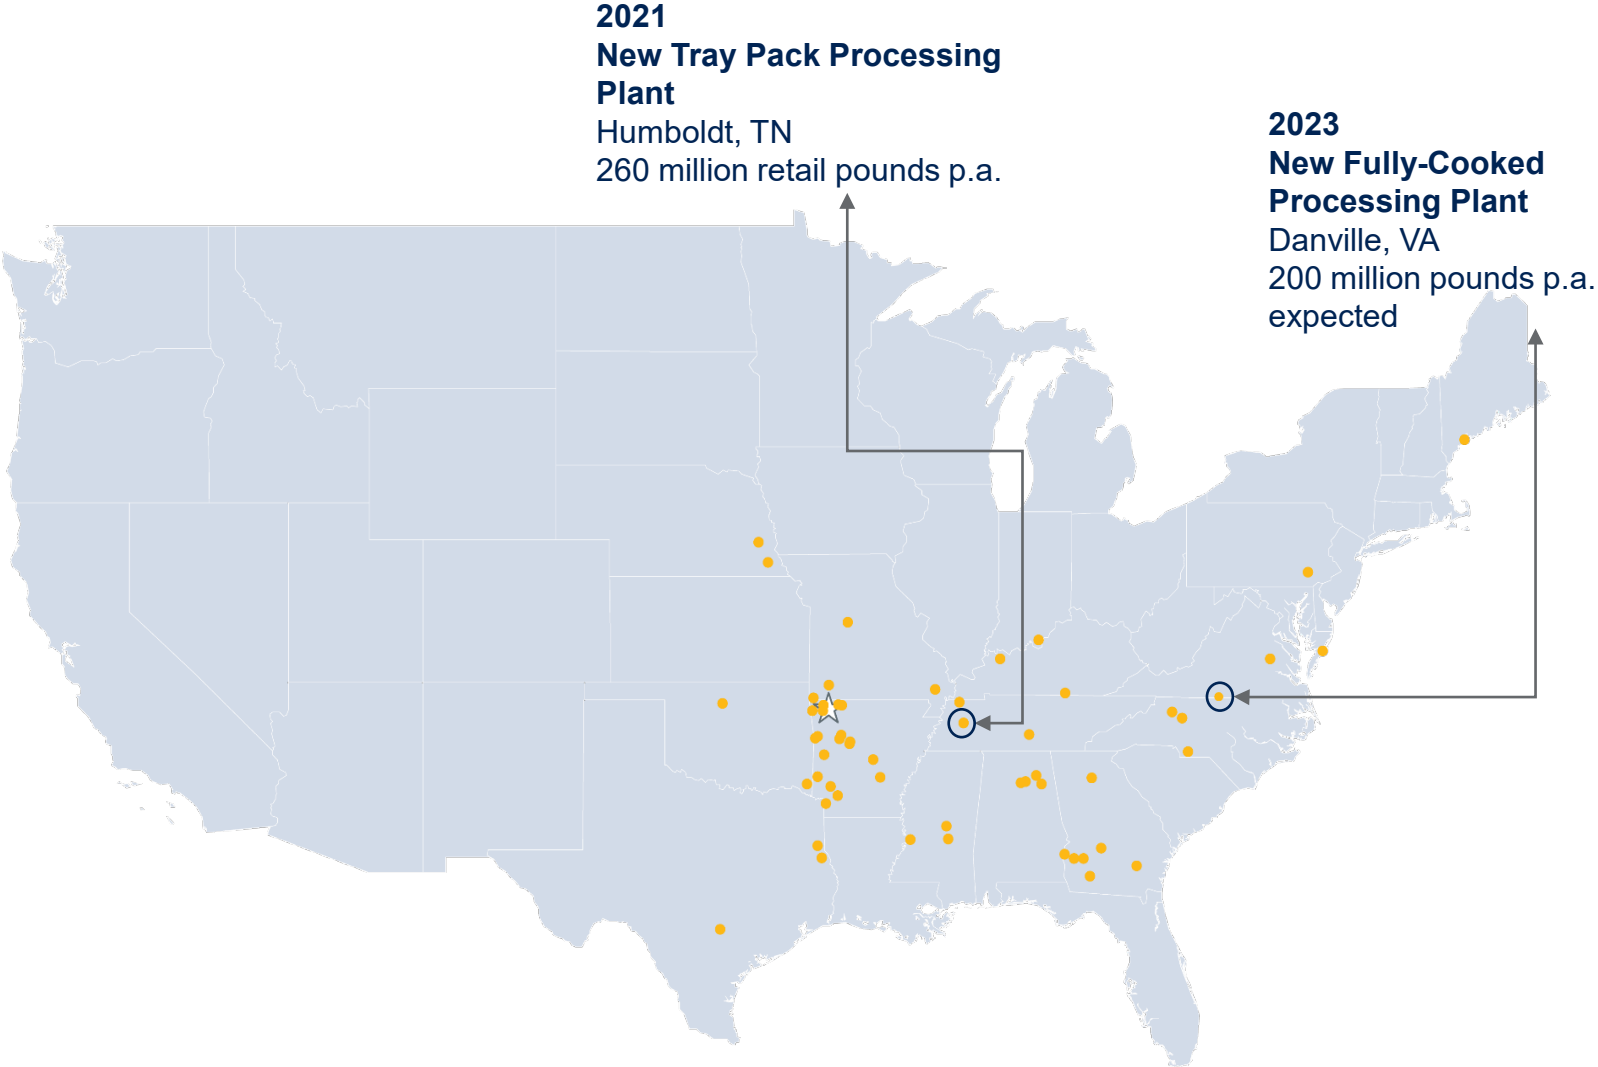 2021
New Tray Pack Processing
Plant
Humboldt, TN
260 million retail pounds p.a.
2023
New Fully-Cooked
Processing Plant
Danville, VA
200 million pounds p.a.
expected